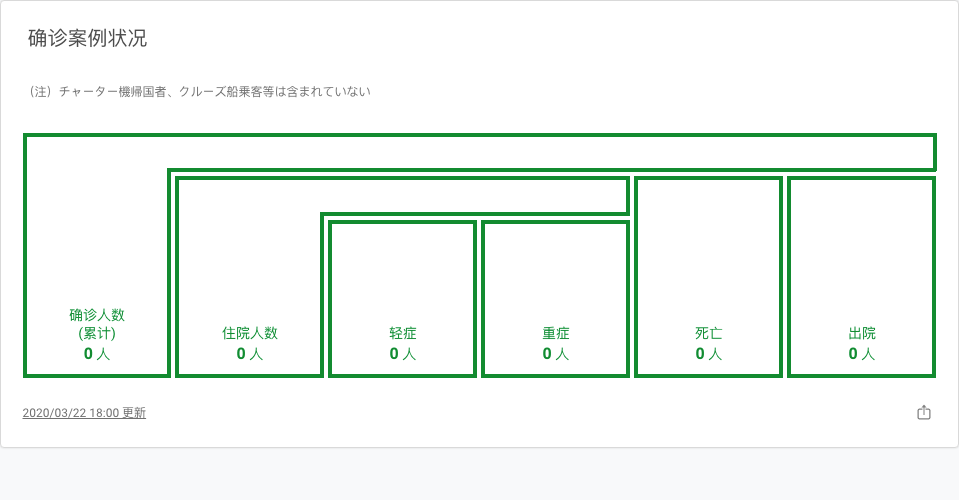 确诊案例状况
（注）チャーター機帰国者、クルーズ船乗客等は含まれていない
确诊人数
(累计)
0 人
住院人数
0 人
轻症
0 人
重症
0 人
死亡
0 人
出院
0 人
2020/03/22 18:00 更新